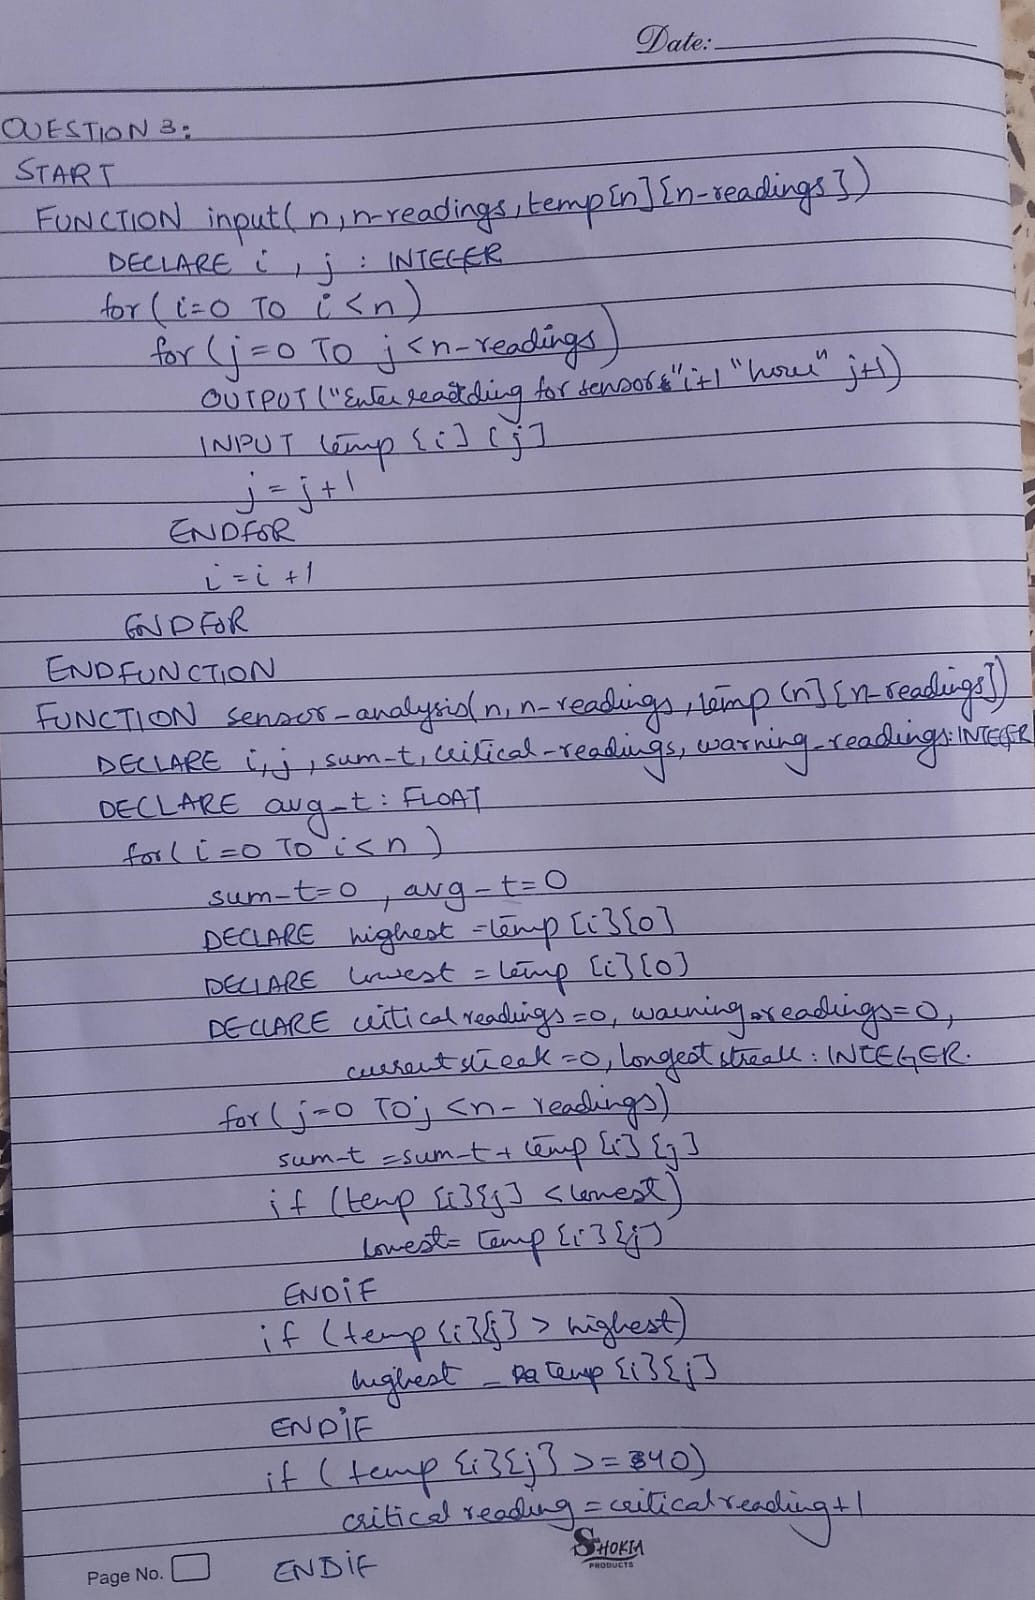 Date:
QUESTION 3:
START
FUNCTION input(n, n-readings, temp[n][n-readings])
DECLARE i, j : INTEGER
for (i=0 TO i<n)
for (j=0 TO j<n-readings)
OUTPUT ("Enter reading for sensor" i+1 "hour" j+1)
INPUT temp[i][j]
j = j+1
ENDFOR
i = i+1
ENDFOR
ENDFUNCTION
FUNCTION sensor-analysis(n, n-readings, temp[n][n-readings])
DECLARE i, j, sum-t, critical-readings, warning-readings: INTEGER
DECLARE avg-t : FLOAT
for (i=0 TO i<n)
sum-t=0, avg-t=0
DECLARE highest = temp[i][0]
DECLARE lowest = temp[i][0]
DECLARE critical readings=0, warning readings=0,
current streak=0, longest streak : INTEGER.
for (j=0 TO j<n-readings)
sum-t = sum-t + temp[i][j]
if (temp[i][j] < lowest)
lowest = temp[i][j]
ENDIF
if (temp[i][j] > highest)
highest = temp[i][j]
ENDIF
if (temp[i][j] >= 40)
critical reading = critical reading+1
ENDIF
SHOKIA
PRODUCTS
Page No.